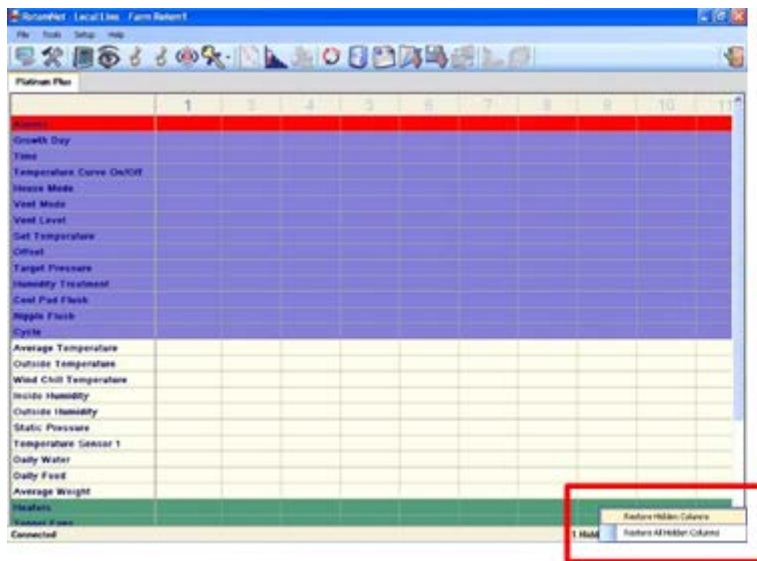 RotemNet Local Line Farm Rotem1
File Tools Setup Help
Platinum Plus
1 3 4 5 6 7 8 9 10 11
Alarms
Growth Day
Time
Temperature Curve On/Off
House Mode
Vent Mode
Vent Level
Set Temperature
Offset
Target Pressure
Humidity Treatment
Cool Pad Flush
Nipple Flush
Cycle
Average Temperature
Outside Temperature
Wind Chill Temperature
Inside Humidity
Outside Humidity
Static Pressure
Temperature Sensor 1
Daily Water
Daily Feed
Average Weight
Heaters
Tunnel Fans
Restore Hidden Columns
Restore All Hidden Columns
Connected
1